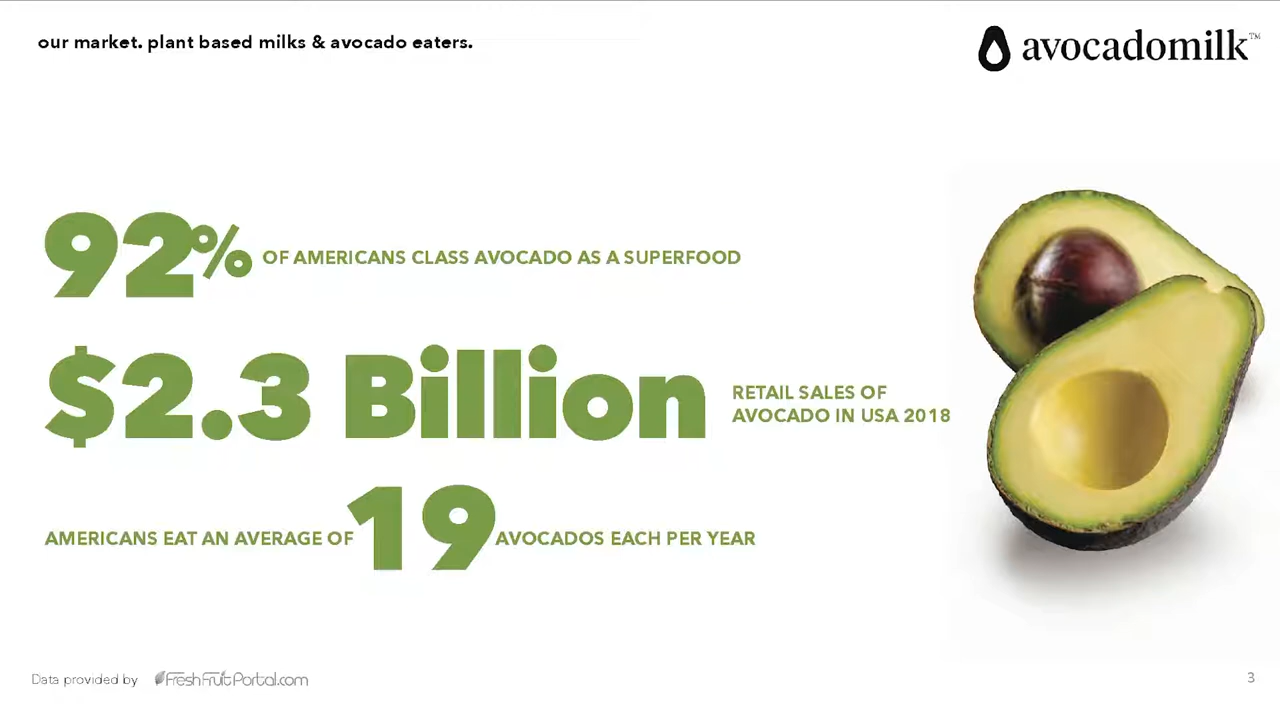 our market. plant based milks & avocado eaters.
avocadomilk™
92% OF AMERICANS CLASS AVOCADO AS A SUPERFOOD
$2.3 Billion RETAIL SALES OF
AVOCADO IN USA 2018
AMERICANS EAT AN AVERAGE OF 19 AVOCADOS EACH PER YEAR
Data provided by FreshFruitPortal.com
3